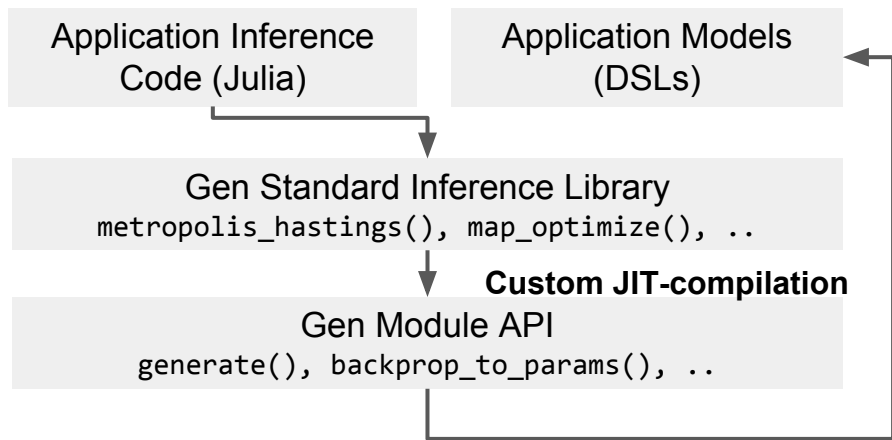 Application Inference
Code (Julia)
Application Models
(DSLs)
Gen Standard Inference Library
metropolis_hastings(), map_optimize(), ..
Custom JIT-compilation
Gen Module API
generate(), backprop_to_params(), ..